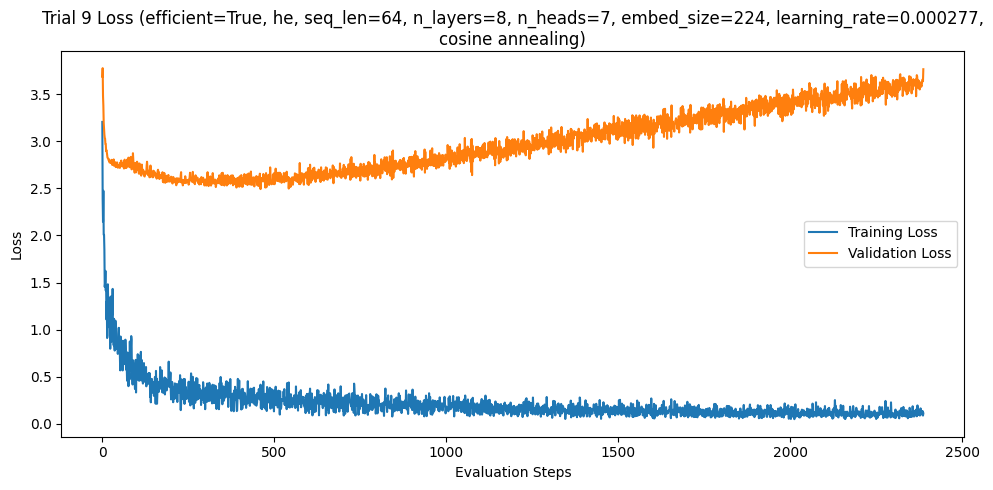 Trial 9 Loss (efficient=True, he, seq_len=64, n_layers=8, n_heads=7, embed_size=224, learning_rate=0.000277,
cosine annealing)
Loss
3.5
3.0
2.5
2.0
1.5
1.0
0.5
0.0
Training Loss
Validation Loss
0 500 1000 1500 2000 2500
Evaluation Steps